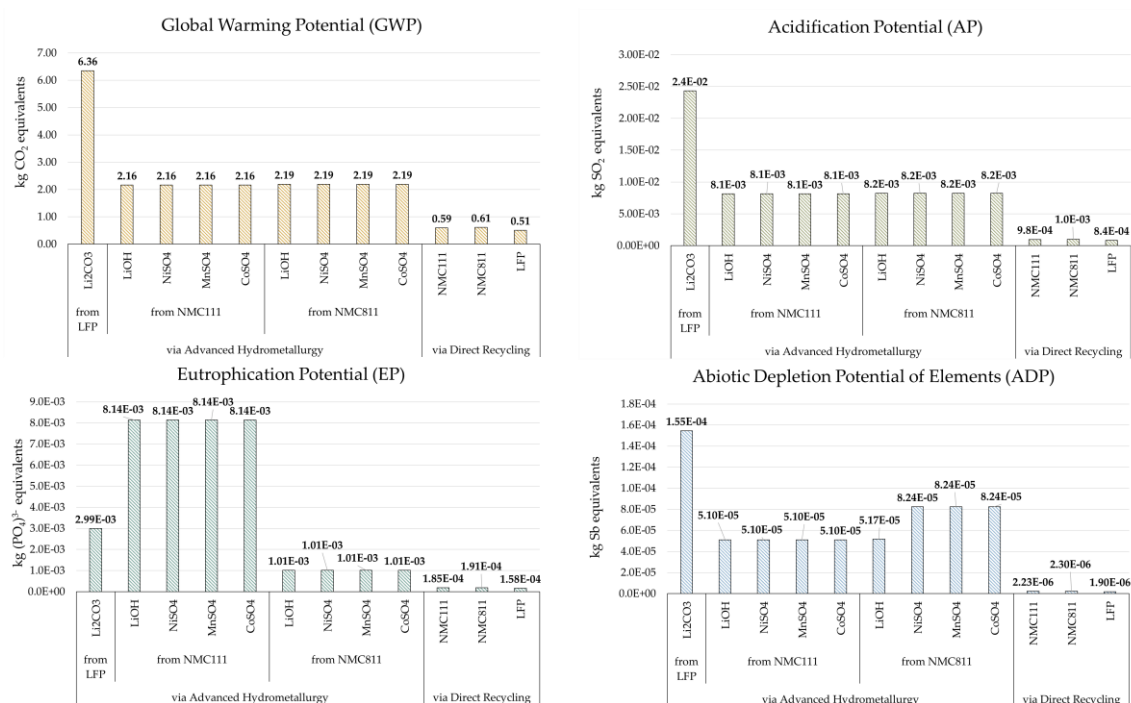 Global Warming Potential (GWP)
kg CO2 equivalents
7.00
6.00
5.00
4.00
3.00
2.00
1.00
0.00
6.36
2.16 2.16 2.16 2.16
2.19 2.19 2.19 2.19
0.59 0.61 0.51
Li2CO3 LiOH NiSO4 MnSO4 CoSO4 LiOH NiSO4 MnSO4 CoSO4 NMC111 NMC811 LFP
from LFP from NMC111 from NMC811
via Advanced Hydrometallurgy via Direct Recycling
Acidification Potential (AP)
kg SO2 equivalents
3.00E-02
2.50E-02
2.00E-02
1.50E-02
1.00E-02
5.00E-03
0.00E+00
2.4E-02
8.1E-03 8.1E-03 8.1E-03 8.1E-03
8.2E-03 8.2E-03 8.2E-03 8.2E-03
9.8E-04 1.0E-03 8.4E-04
Li2CO3 LiOH NiSO4 MnSO4 CoSO4 LiOH NiSO4 MnSO4 CoSO4 NMC111 NMC811 LFP
from LFP from NMC111 from NMC811
via Advanced Hydrometallurgy via Direct Recycling
Eutrophication Potential (EP)
kg (PO4)3- equivalents
9.0E-03
8.0E-03
7.0E-03
6.0E-03
5.0E-03
4.0E-03
3.0E-03
2.0E-03
1.0E-03
0.0E+00
2.99E-03
8.14E-03 8.14E-03 8.14E-03 8.14E-03
1.01E-03 1.01E-03 1.01E-03 1.01E-03
1.85E-04 1.91E-04 1.58E-04
Li2CO3 LiOH NiSO4 MnSO4 CoSO4 LiOH NiSO4 MnSO4 CoSO4 NMC111 NMC811 LFP
from LFP from NMC111 from NMC811
via Advanced Hydrometallurgy via Direct Recycling
Abiotic Depletion Potential of Elements (ADP)
kg Sb equivalents
1.8E-04
1.6E-04
1.4E-04
1.2E-04
1.0E-04
8.0E-05
6.0E-05
4.0E-05
2.0E-05
0.0E+00
1.55E-04
5.10E-05 5.10E-05 5.10E-05 5.10E-05
5.17E-05 8.24E-05 8.24E-05 8.24E-05
2.23E-06 2.30E-06 1.90E-06
Li2CO3 LiOH NiSO4 MnSO4 CoSO4 LiOH NiSO4 MnSO4 CoSO4 NMC111 NMC811 LFP
from LFP from NMC111 from NMC811
via Advanced Hydrometallurgy via Direct Recycling